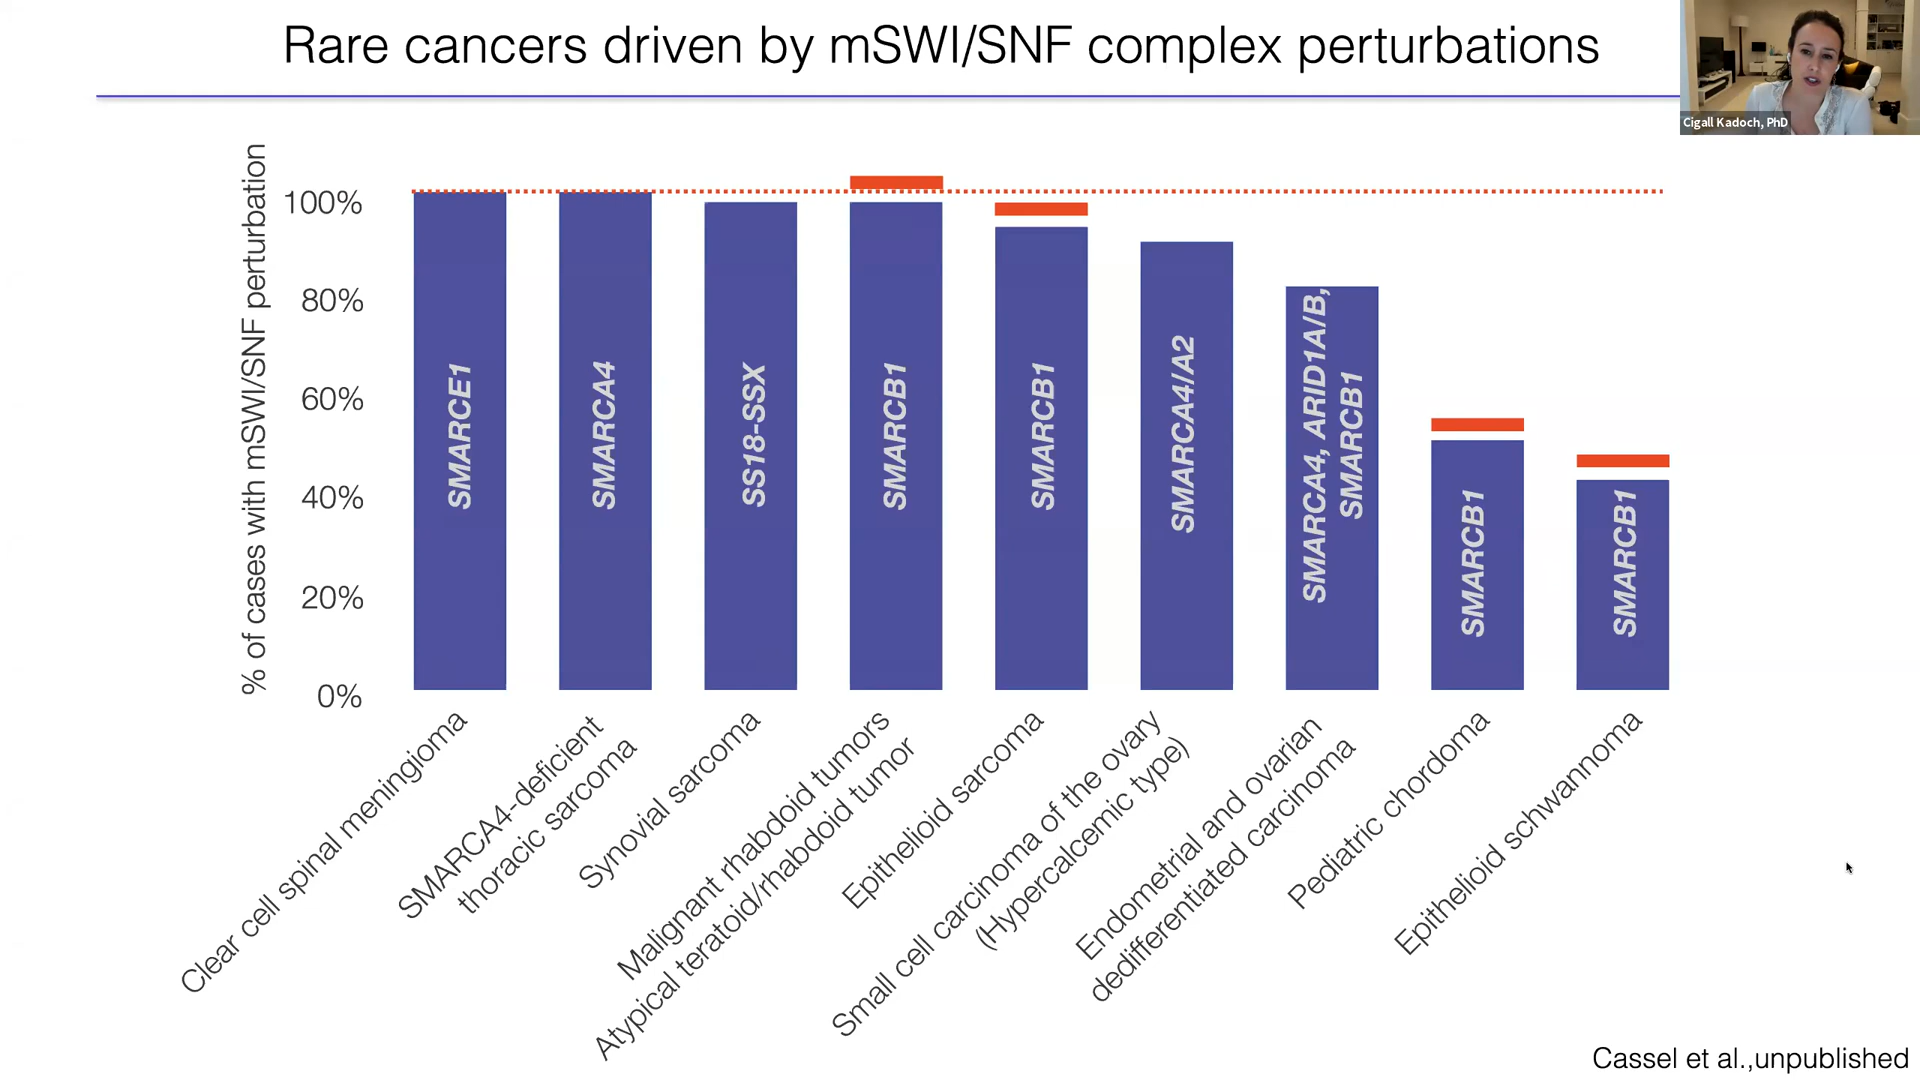 Rare cancers driven by mSWI/SNF complex perturbations
Cigall Kadoch, PhD
% of cases with mSWI/SNF perturbation
100%
80%
60%
40%
20%
0%
SMARCE1
SMARCA4
SS18-SSX
SMARCB1
SMARCB1
SMARCA4/A2
SMARCA4, ARID1A/B,
SMARCB1
SMARCB1
SMARCB1
Clear cell spinal meningioma
SMARCA4-deficient
thoracic sarcoma
Synovial sarcoma
Malignant rhabdoid tumors
Atypical teratoid/rhabdoid tumor
Epithelioid sarcoma
Small cell carcinoma of the ovary
(Hypercalcemic type)
Endometrial and ovarian
dedifferentiated carcinoma
Pediatric chordoma
Epithelioid schwannoma
Cassel et al.,unpublished